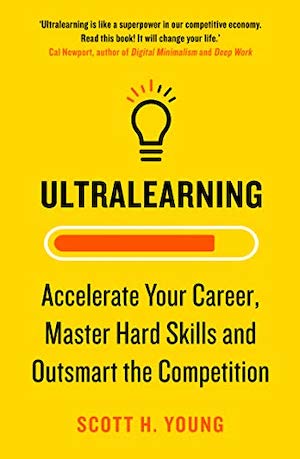 'Ultralearning is like a superpower in our competitive economy.
Read this book! It will change your life.'
Cal Newport, author of Digital Minimalism and Deep Work
ULTRALEARNING
Accelerate Your Career,
Master Hard Skills and
Outsmart the Competition
SCOTT H. YOUNG